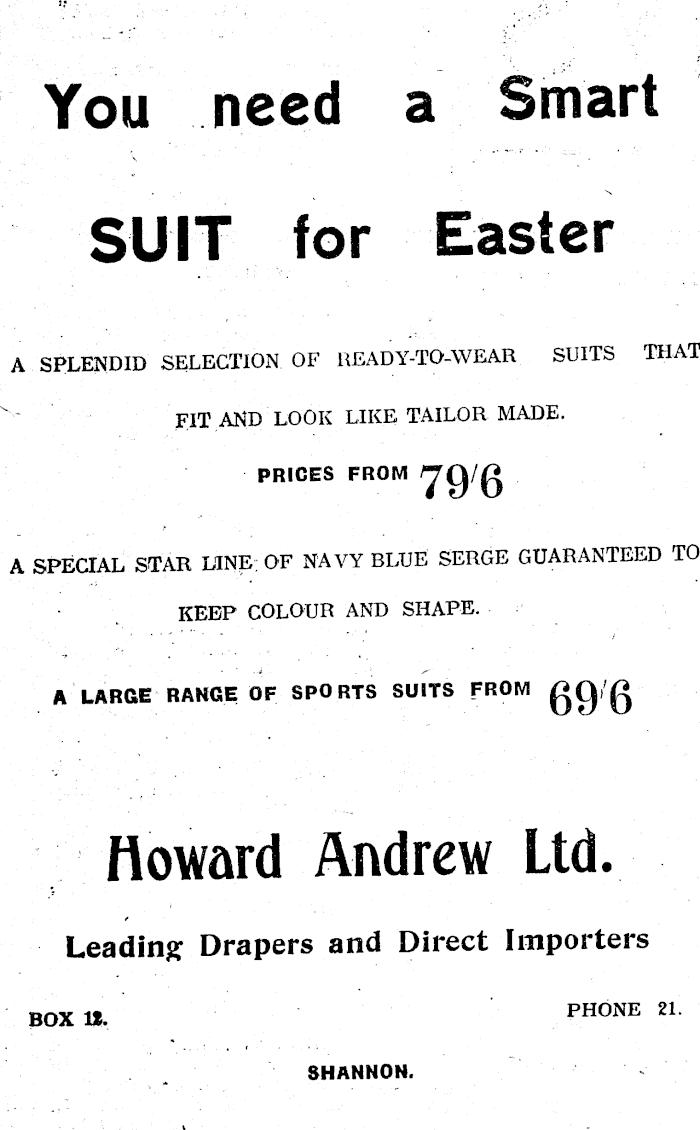 You need a Smart
SUIT for Easter
A SPLENDID SELECTION OF READY-TO-WEAR SUITS THAT
FIT AND LOOK LIKE TAILOR MADE.
PRICES FROM 79/6
A SPECIAL STAR LINE OF NAVY BLUE SERGE GUARANTEED TO
KEEP COLOUR AND SHAPE.
A LARGE RANGE OF SPORTS SUITS FROM 69/6
Howard Andrew Ltd.
Leading Drapers and Direct Importers
BOX 12. PHONE 21.
SHANNON.